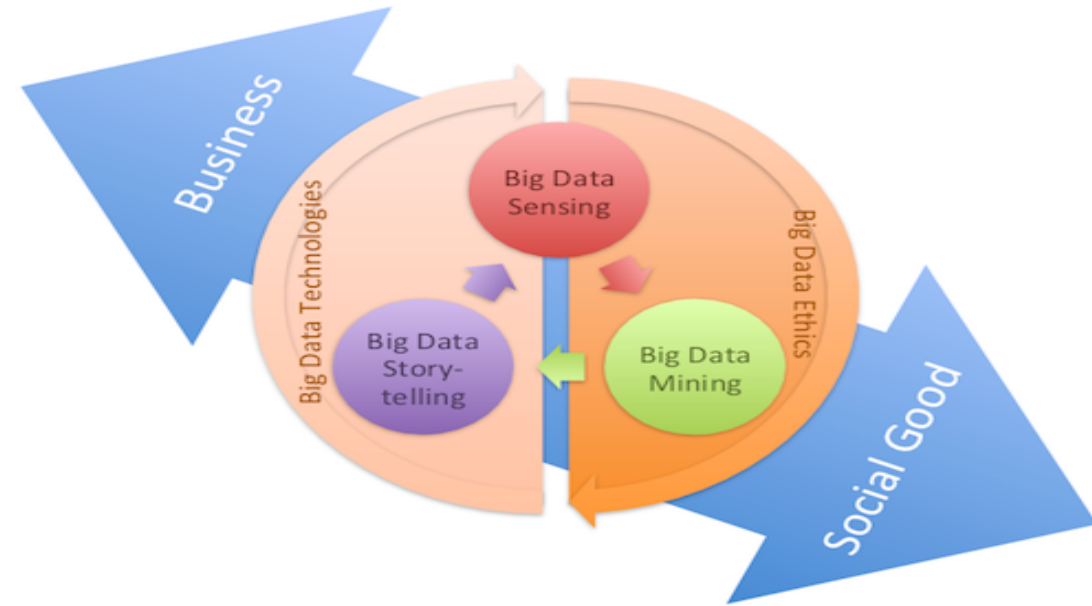 Business
Big Data Technologies
Big Data
Sensing
Big Data
Story-
telling
Big Data
Mining
Big Data Ethics
Social Good